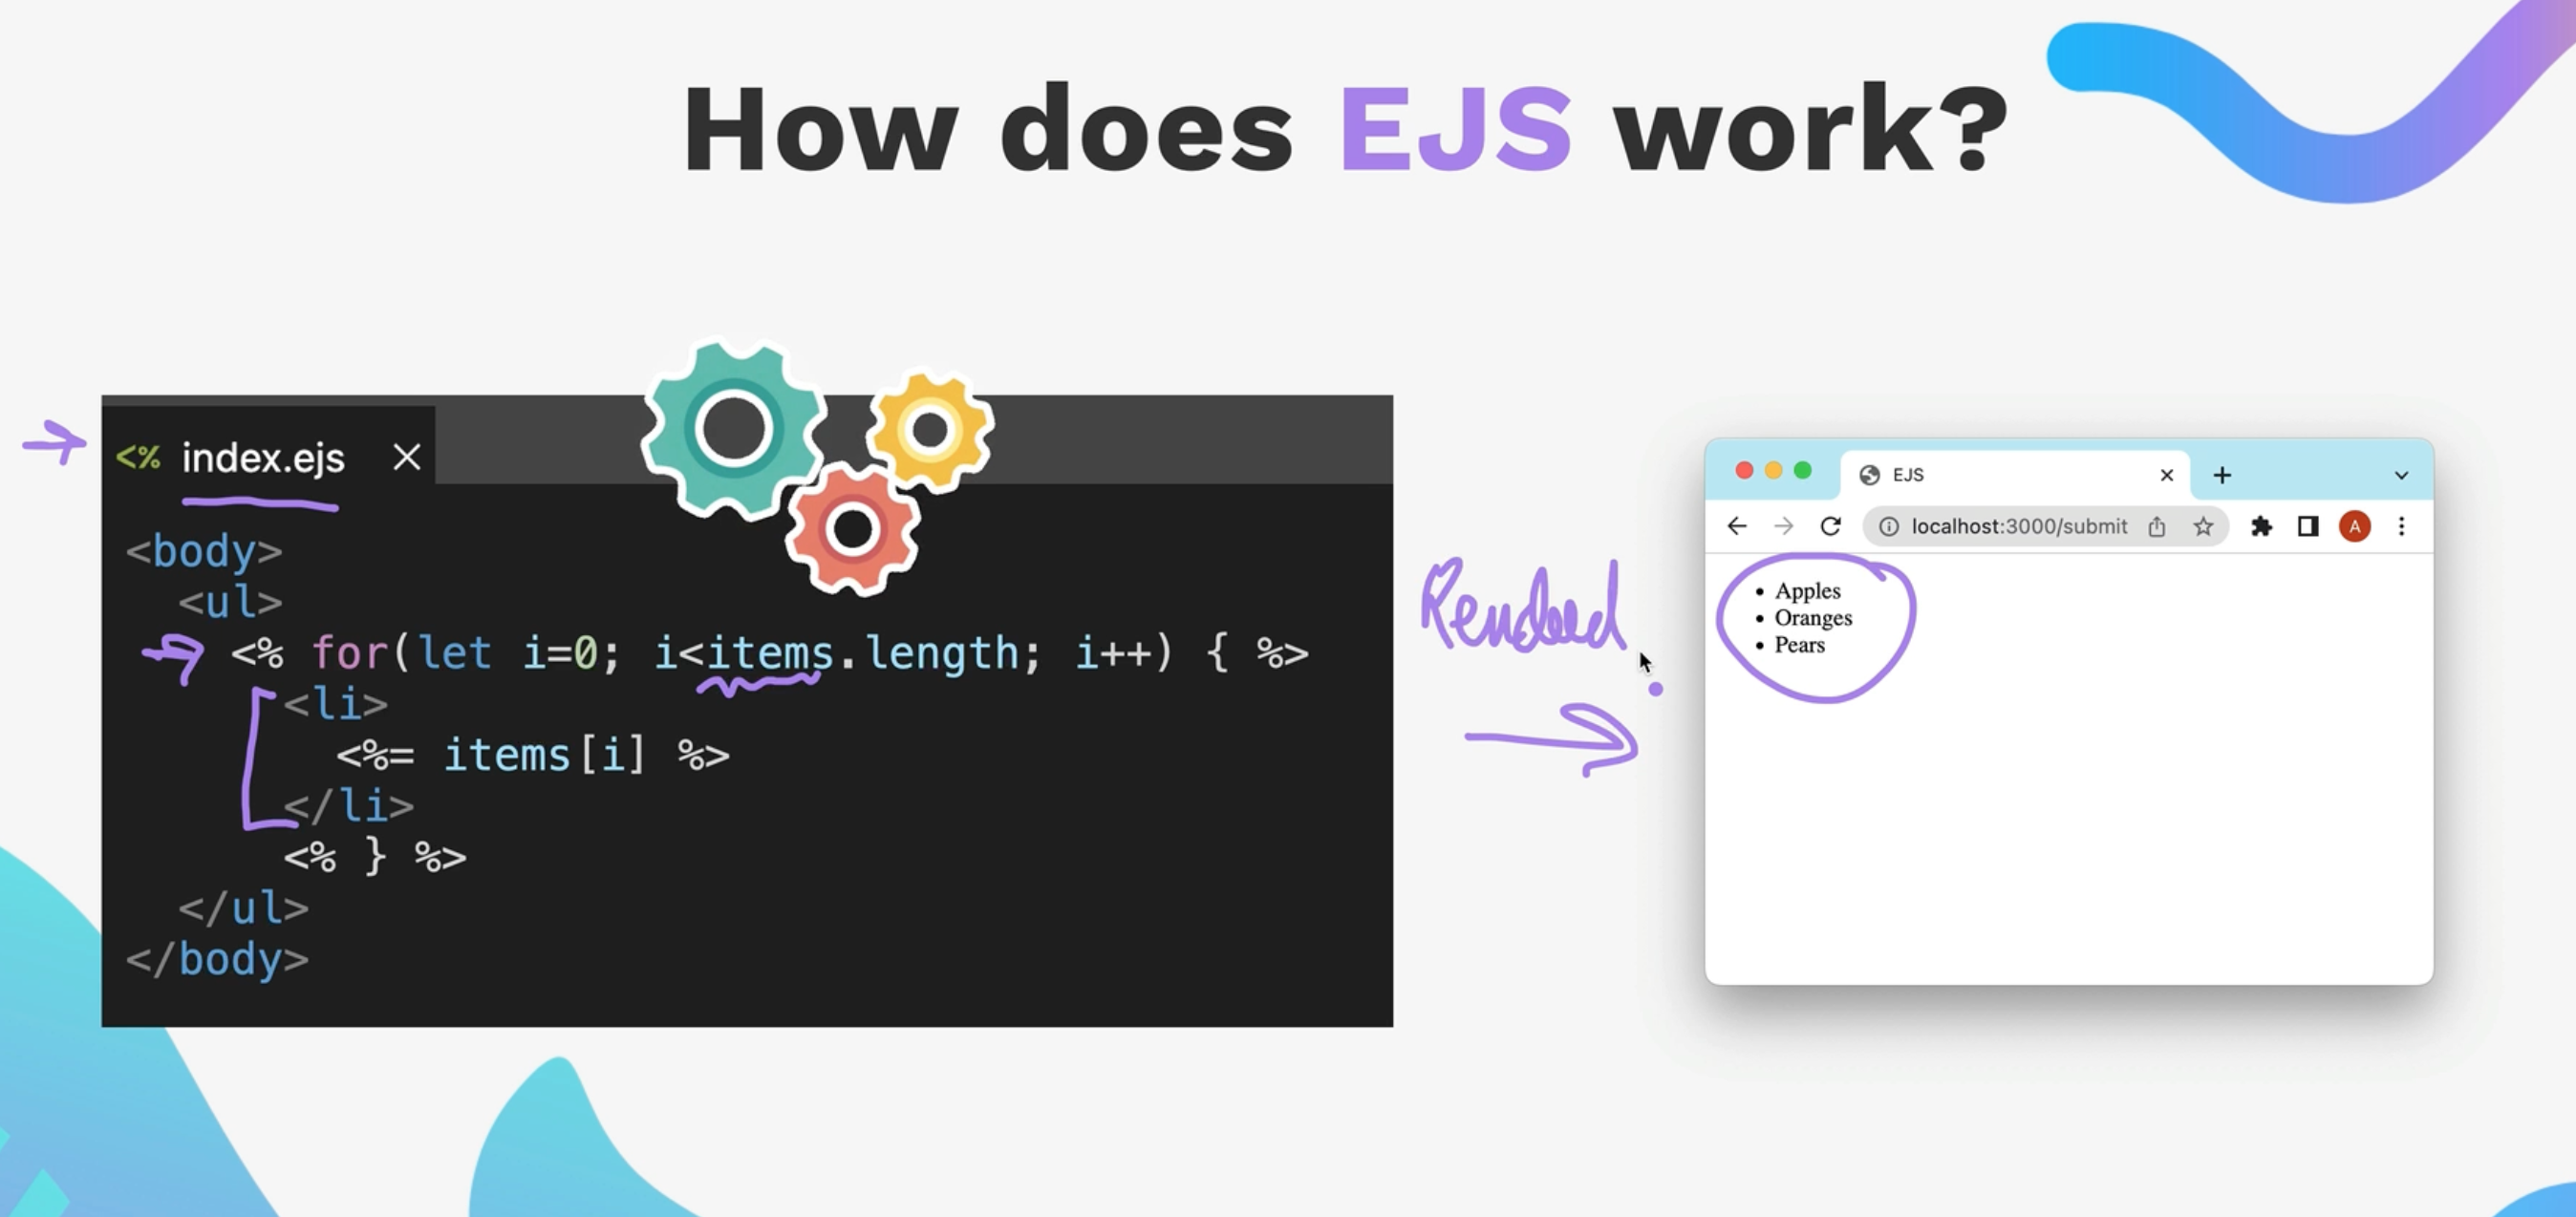 How does EJS work?
<% index.ejs
<body>
<ul>
<% for(let i=0; i<items.length; i++) { %>
<li>
<%= items[i] %>
</li>
<% } %>
</ul>
</body>
EJS
localhost:3000/submit
A
• Apples
• Oranges
• Pears